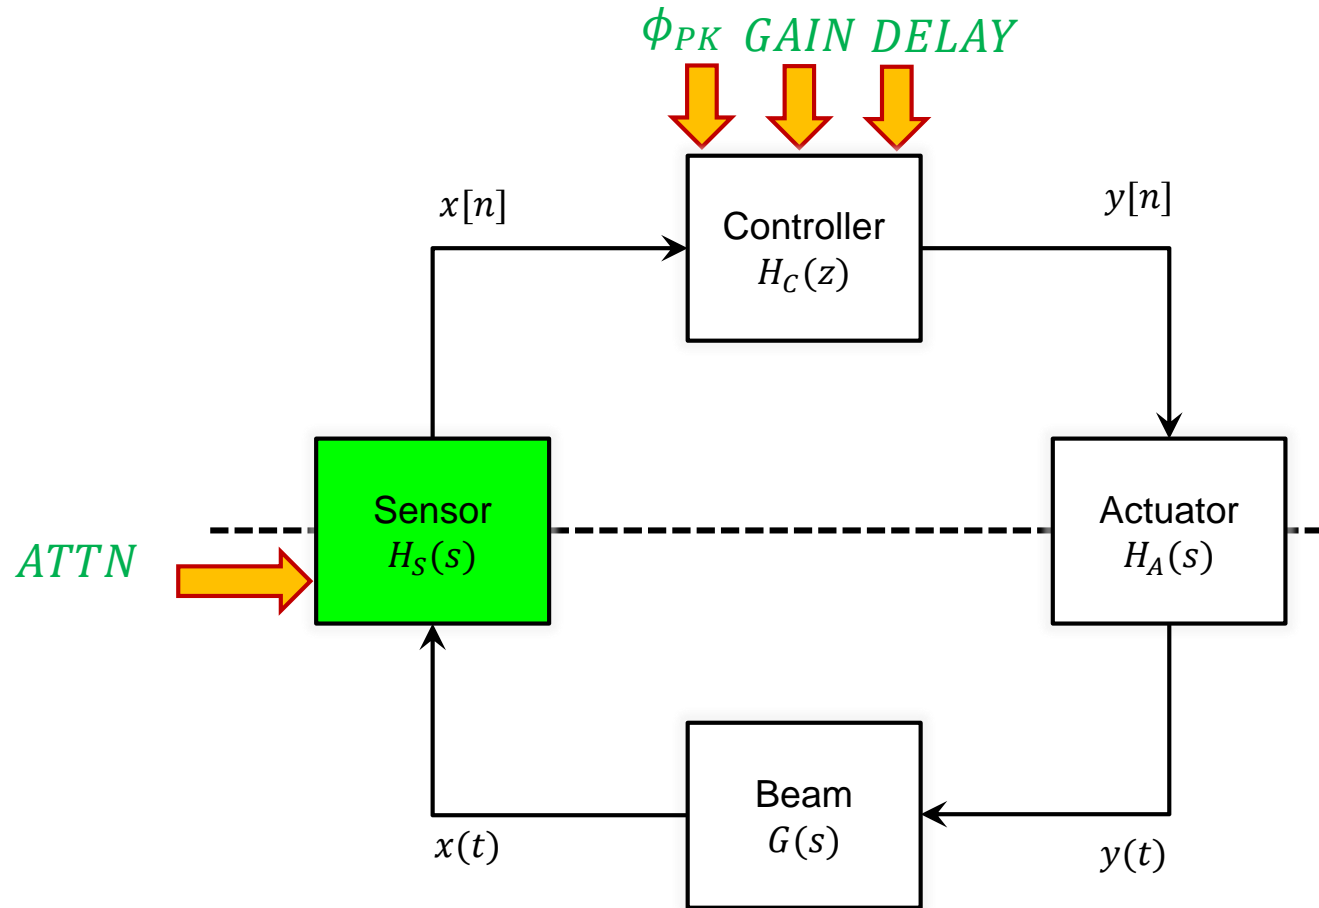 ϕ_PK GAIN DELAY
x[n]
Controller
H_C(z)
y[n]
Sensor
H_S(s)
Actuator
H_A(s)
ATTN
x(t)
Beam
G(s)
y(t)